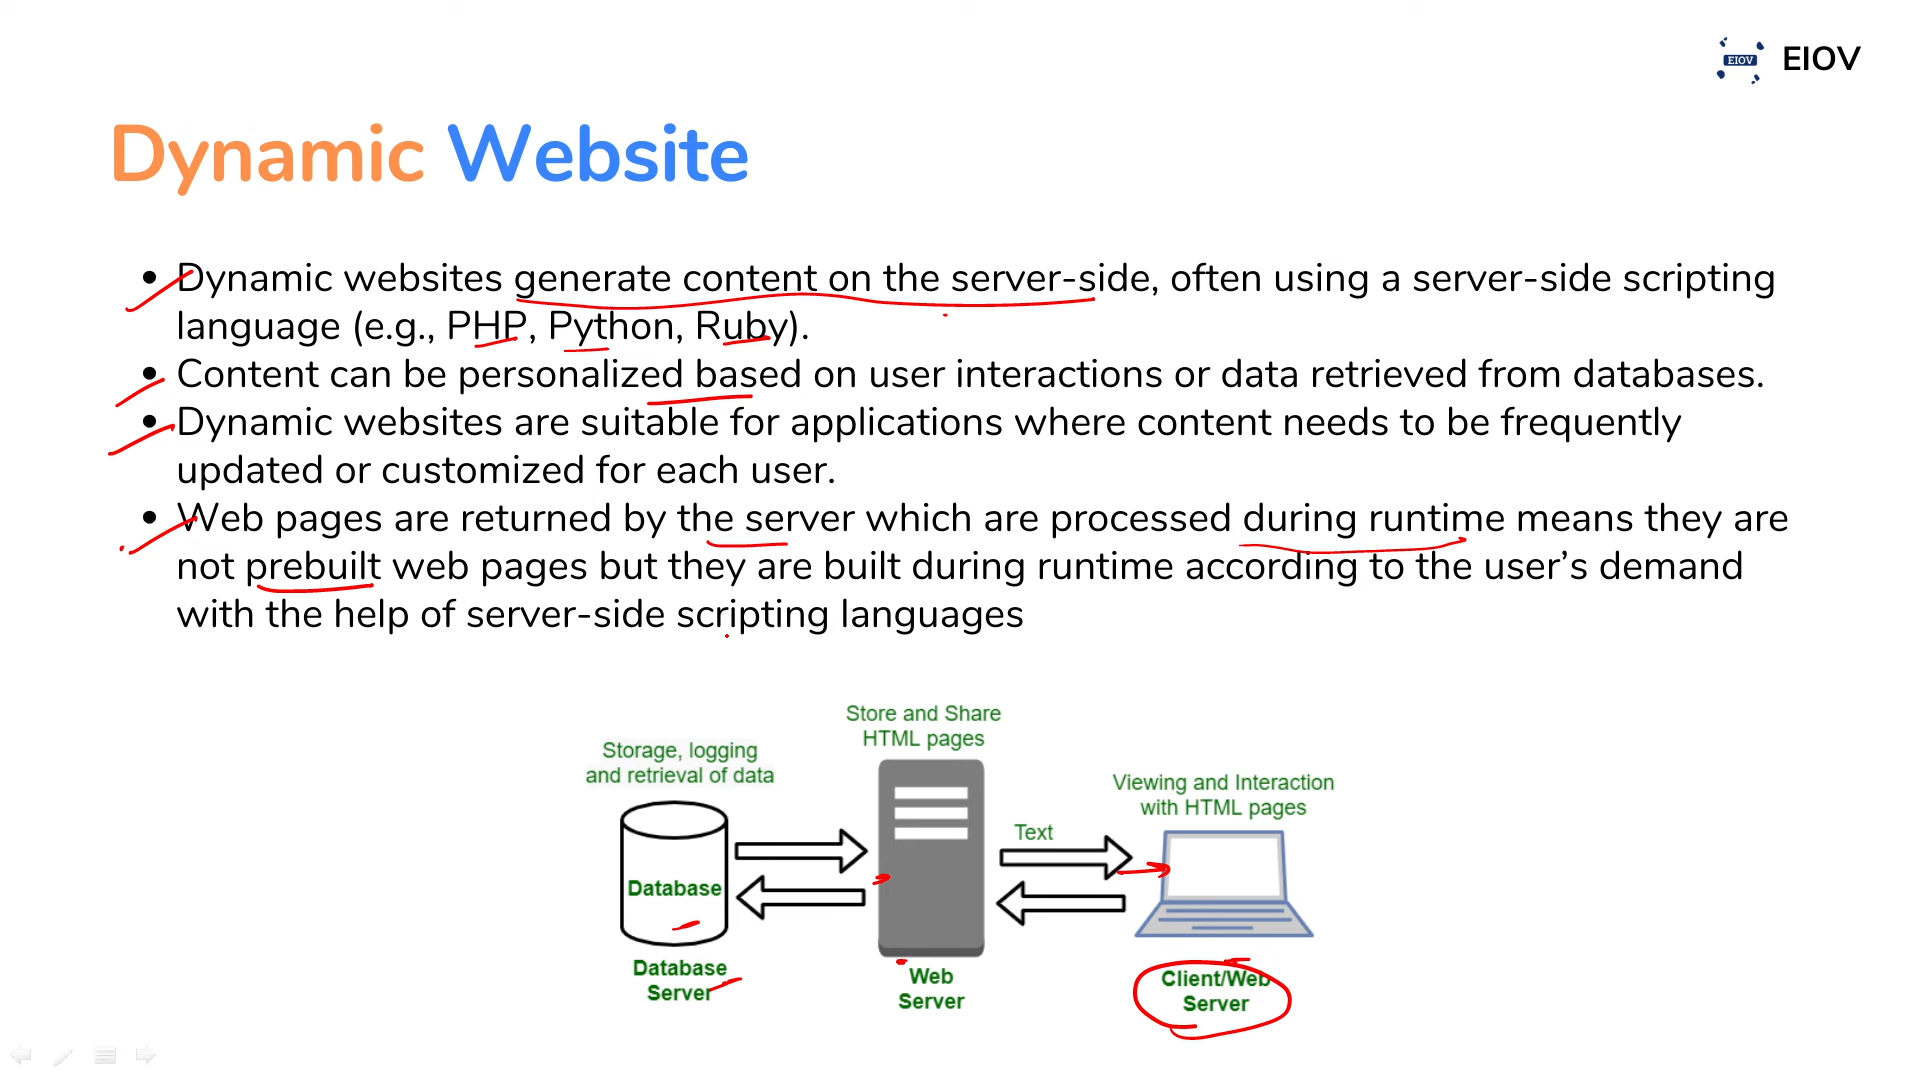 EIOV EIOV
Dynamic Website
• Dynamic websites generate content on the server-side, often using a server-side scripting
language (e.g., PHP, Python, Ruby).
• Content can be personalized based on user interactions or data retrieved from databases.
• Dynamic websites are suitable for applications where content needs to be frequently
updated or customized for each user.
• Web pages are returned by the server which are processed during runtime means they are
not prebuilt web pages but they are built during runtime according to the user’s demand
with the help of server-side scripting languages
Storage, logging
and retrieval of data
Database
Database
Server
Store and Share
HTML pages
Web
Server
Text
Viewing and Interaction
with HTML pages
Client/Web
Server